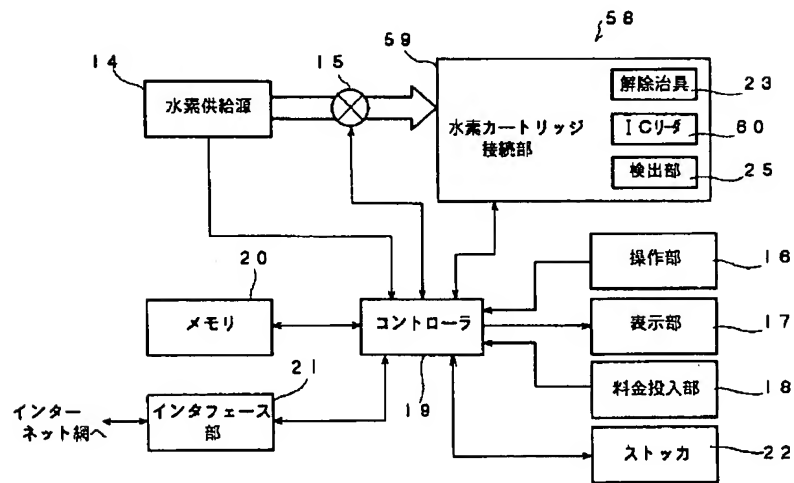 58
59
14
15
水素供給源
水素カートリッジ
接続部
解除治具
23
ICリーダ
60
検出部
25
20
メモリ
コントローラ
19
操作部
16
表示部
17
料金投入部
18
ストッカ
22
21
インター
ネット網へ
インタフェース
部